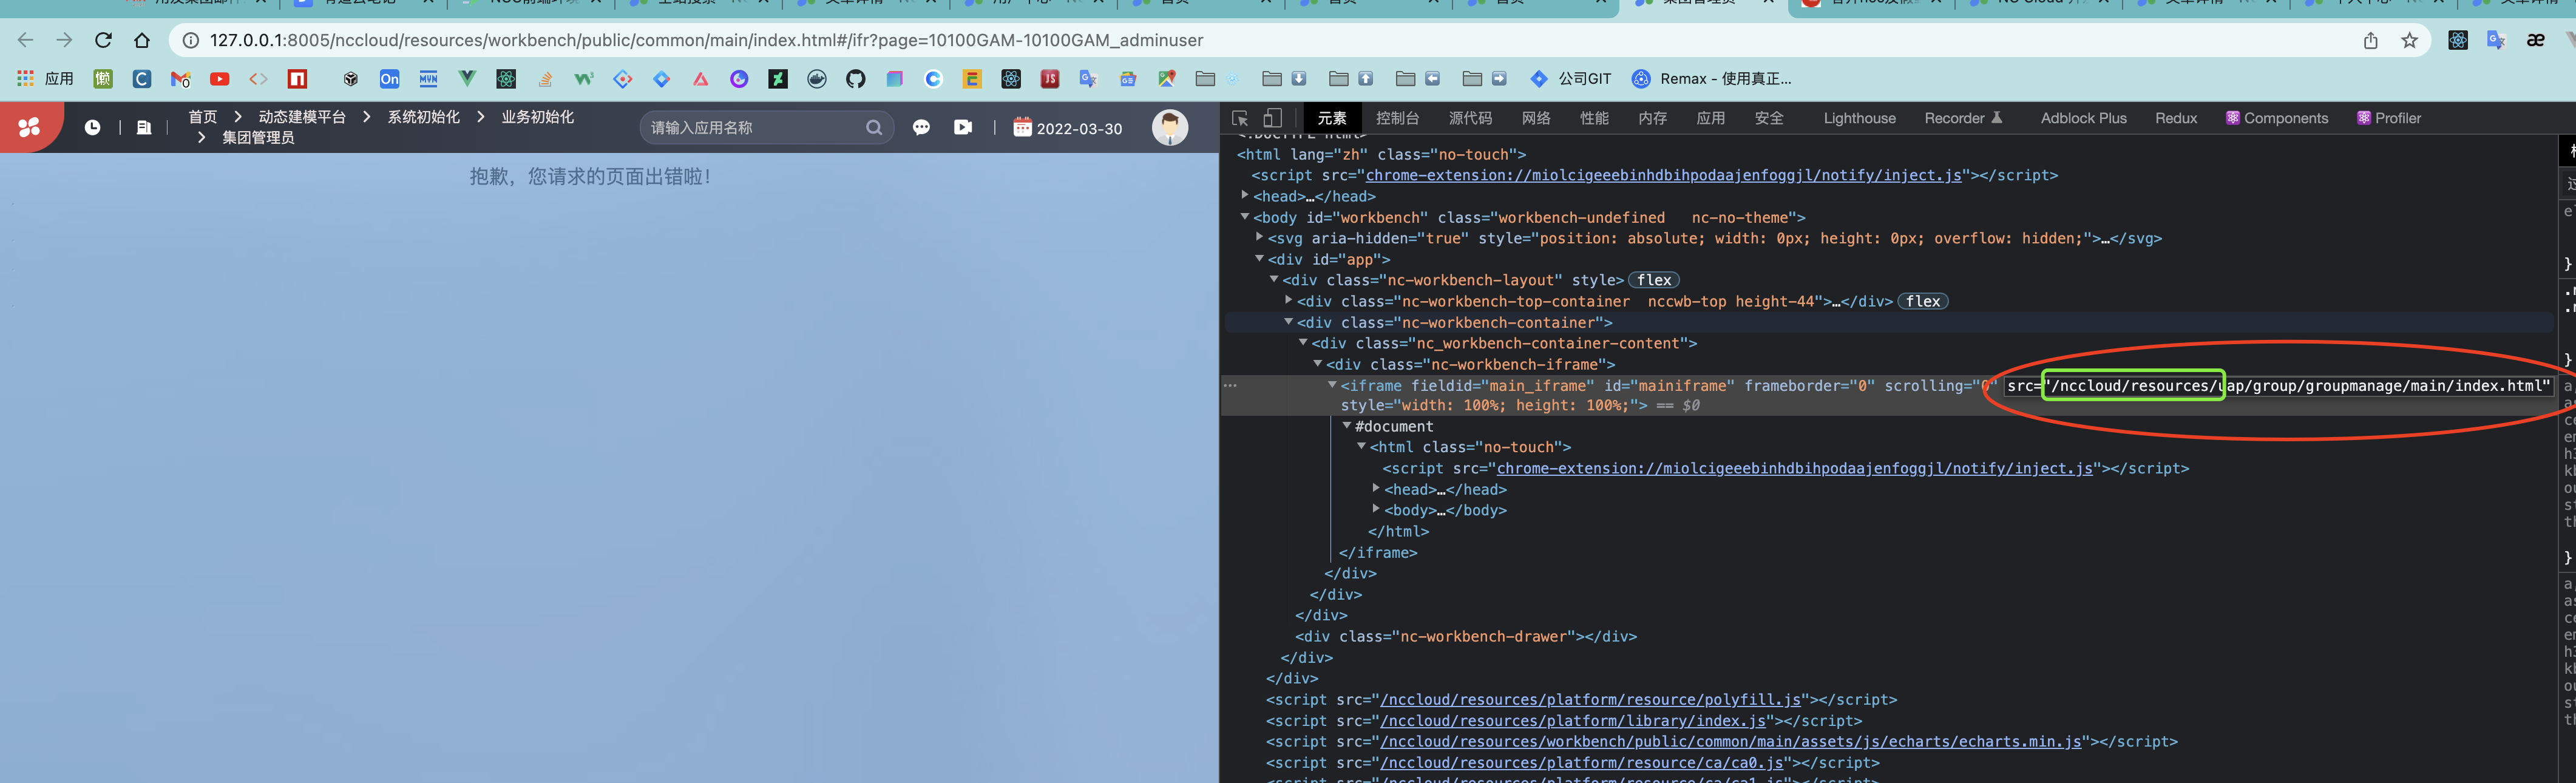 127.0.0.1:8005/nccloud/resources/workbench/public/common/main/index.html#/ifr?page=10100GAM-10100GAM_adminuser
应用
公司GIT
Remax - 使用真正...
首页 动态建模平台 系统初始化 业务初始化
集团管理员
请输入应用名称
2022-03-30
抱歉，您请求的页面出错啦！
元素 控制台 源代码 网络 性能 内存 应用 安全 Lighthouse Recorder Adblock Plus Redux Components Profiler
<!DOCTYPE html>
<html lang="zh" class="no-touch">
<script src="chrome-extension://miolcigeeebinhdbihpodaajenfoggjl/notify/inject.js"></script>
<head>…</head>
<body id="workbench" class="workbench-undefined   nc-no-theme">
<svg aria-hidden="true" style="position: absolute; width: 0px; height: 0px; overflow: hidden;">…</svg>
<div id="app">
<div class="nc-workbench-layout" style> flex
<div class="nc-workbench-top-container  nccwb-top height-44">…</div> flex
<div class="nc-workbench-container">
<div class="nc_workbench-container-content">
<div class="nc-workbench-iframe">
<iframe fieldid="main_iframe" id="mainiframe" frameborder="0" scrolling="0" src="/nccloud/resources/uap/group/groupmanage/main/index.html"
style="width: 100%; height: 100%;"> == $0
#document
<html class="no-touch">
<script src="chrome-extension://miolcigeeebinhdbihpodaajenfoggjl/notify/inject.js"></script>
<head>…</head>
<body>…</body>
</html>
</iframe>
</div>
</div>
</div>
<div class="nc-workbench-drawer"></div>
</div>
</div>
<script src="/nccloud/resources/platform/resource/polyfill.js"></script>
<script src="/nccloud/resources/platform/library/index.js"></script>
<script src="/nccloud/resources/workbench/public/common/main/assets/js/echarts/echarts.min.js"></script>
<script src="/nccloud/resources/platform/resource/ca/ca0.js"></script>
<script src="/nccloud/resources/platform/resource/ca/ca1.js"></script>